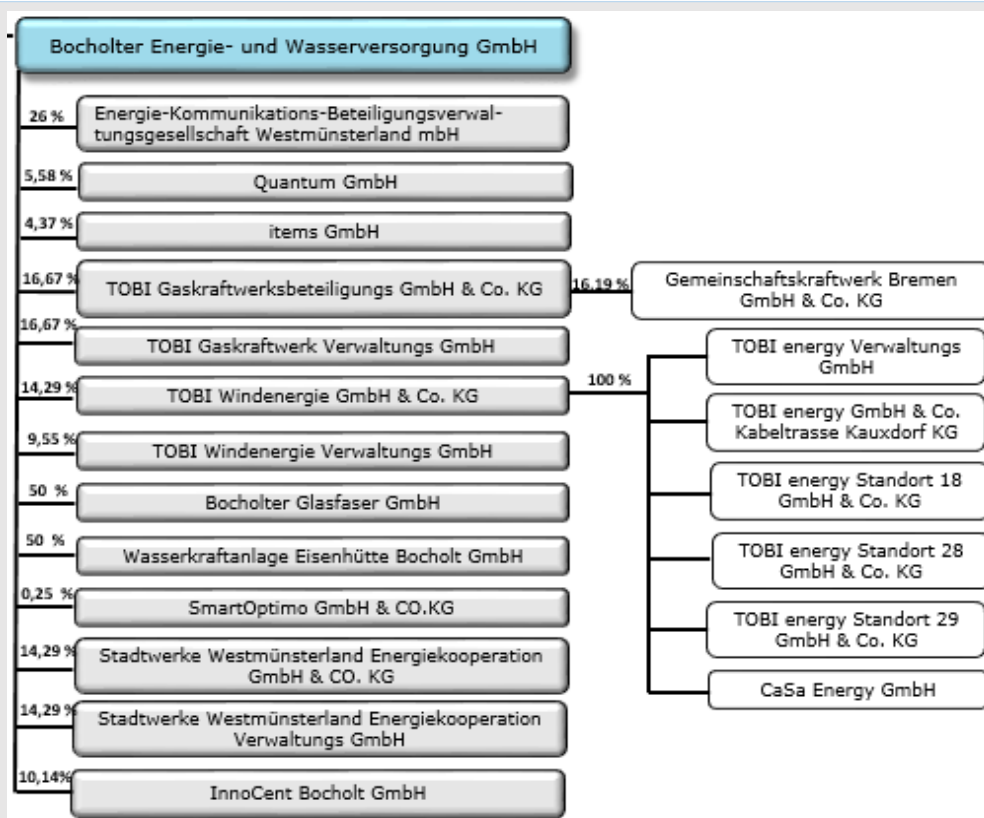 Bocholter Energie- und Wasserversorgung GmbH
26 %
Energie-Kommunikations-Beteiligungsverwal-
tungsgesellschaft Westmünsterland mbH
5,58 %
Quantum GmbH
4,37 %
items GmbH
16,67 %
TOBI Gaskraftwerksbeteiligungs GmbH & Co. KG
16,19 %
Gemeinschaftskraftwerk Bremen
GmbH & Co. KG
16,67 %
TOBI Gaskraftwerk Verwaltungs GmbH
14,29 %
TOBI Windenergie GmbH & Co. KG
100 %
TOBI energy Verwaltungs
GmbH
TOBI energy GmbH & Co.
Kabeltrasse Kauxdorf KG
TOBI energy Standort 18
GmbH & Co. KG
TOBI energy Standort 28
GmbH & Co. KG
TOBI energy Standort 29
GmbH & Co. KG
CaSa Energy GmbH
9,55 %
TOBI Windenergie Verwaltungs GmbH
50 %
Bocholter Glasfaser GmbH
50 %
Wasserkraftanlage Eisenhütte Bocholt GmbH
0,25 %
SmartOptimo GmbH & CO.KG
14,29 %
Stadtwerke Westmünsterland Energiekooperation
GmbH & CO. KG
14,29 %
Stadtwerke Westmünsterland Energiekooperation
Verwaltungs GmbH
10,14%
InnoCent Bocholt GmbH